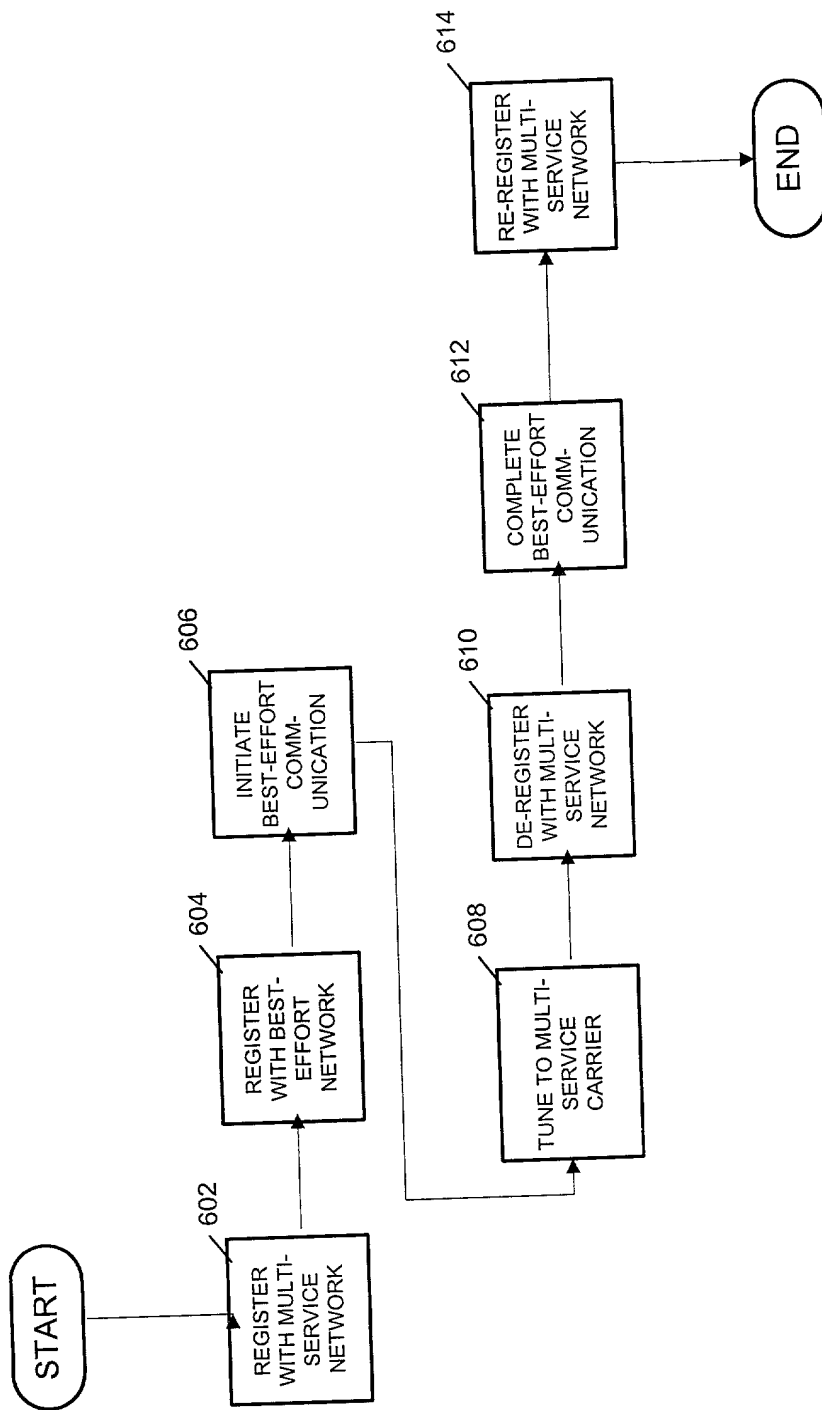 START
602
REGISTER
WITH MULTI-
SERVICE
NETWORK
604
REGISTER
WITH BEST-
EFFORT
NETWORK
606
INITIATE
BEST-EFFORT
COMM-
UNICATION
608
TUNE TO MULTI-
SERVICE
CARRIER
610
DE-REGISTER
WITH MULTI-
SERVICE
NETWORK
612
COMPLETE
BEST-EFFORT
COMM-
UNICATION
614
RE-REGISTER
WITH MULTI-
SERVICE
NETWORK
END